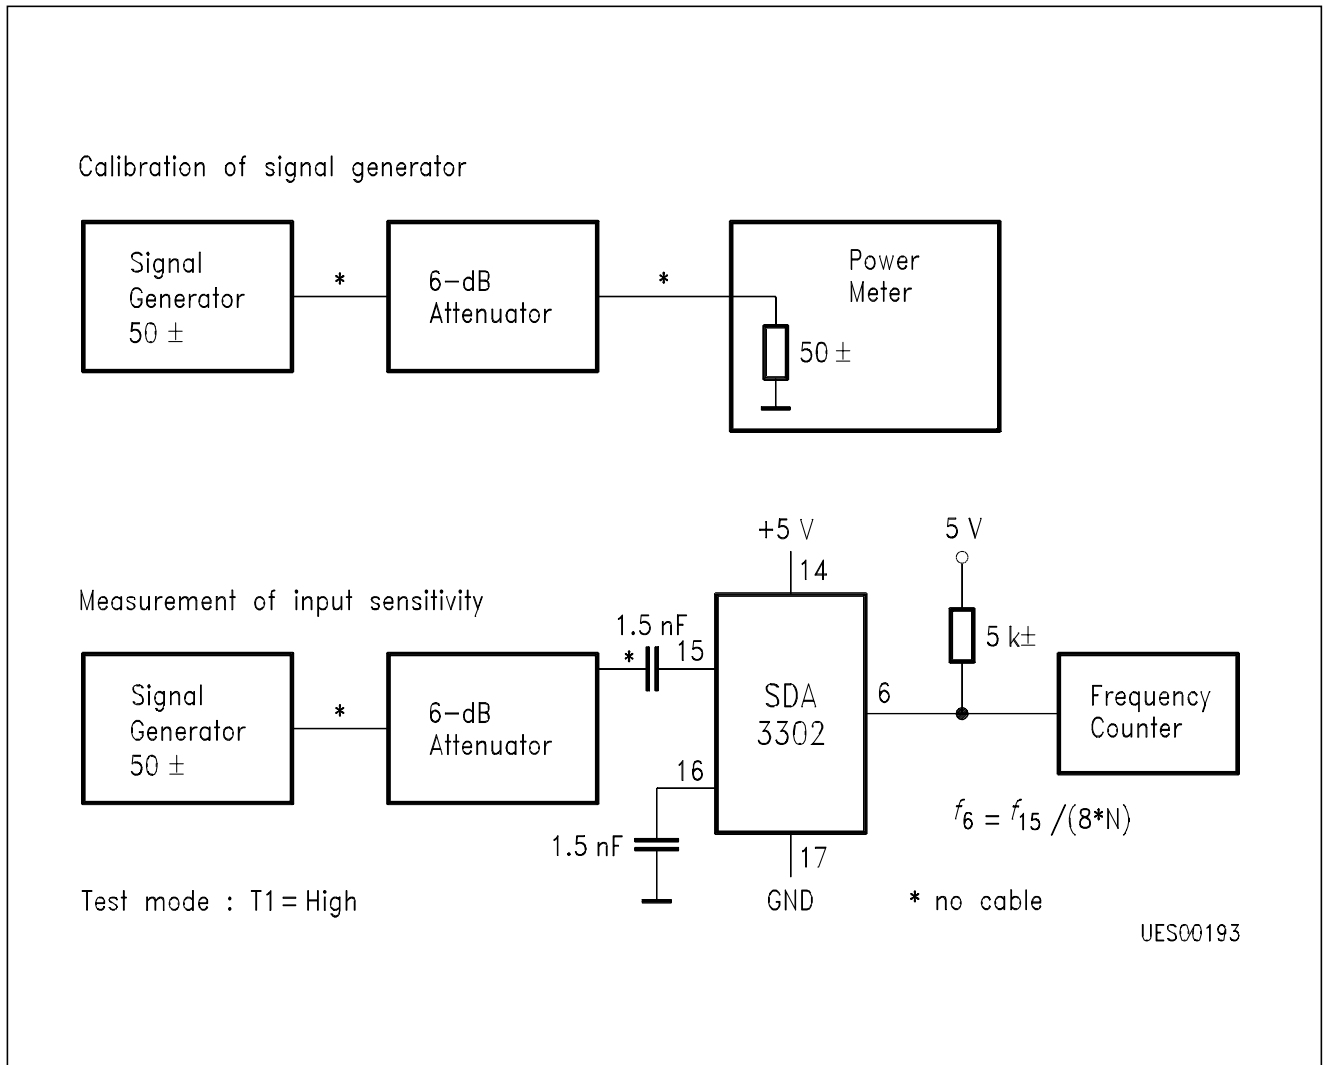 Calibration of signal generator
Signal
Generator
50 ±
*
6-dB
Attenuator
*
Power
Meter
50 ±
Measurement of input sensitivity
Signal
Generator
50 ±
*
6-dB
Attenuator
*
1.5 nF
15
16
1.5 nF
+5 V
14
SDA
3302
17
GND
6
5 V
5 k±
Frequency
Counter
f6 = f15 /(8*N)
Test mode : T1 = High
* no cable
UES00193